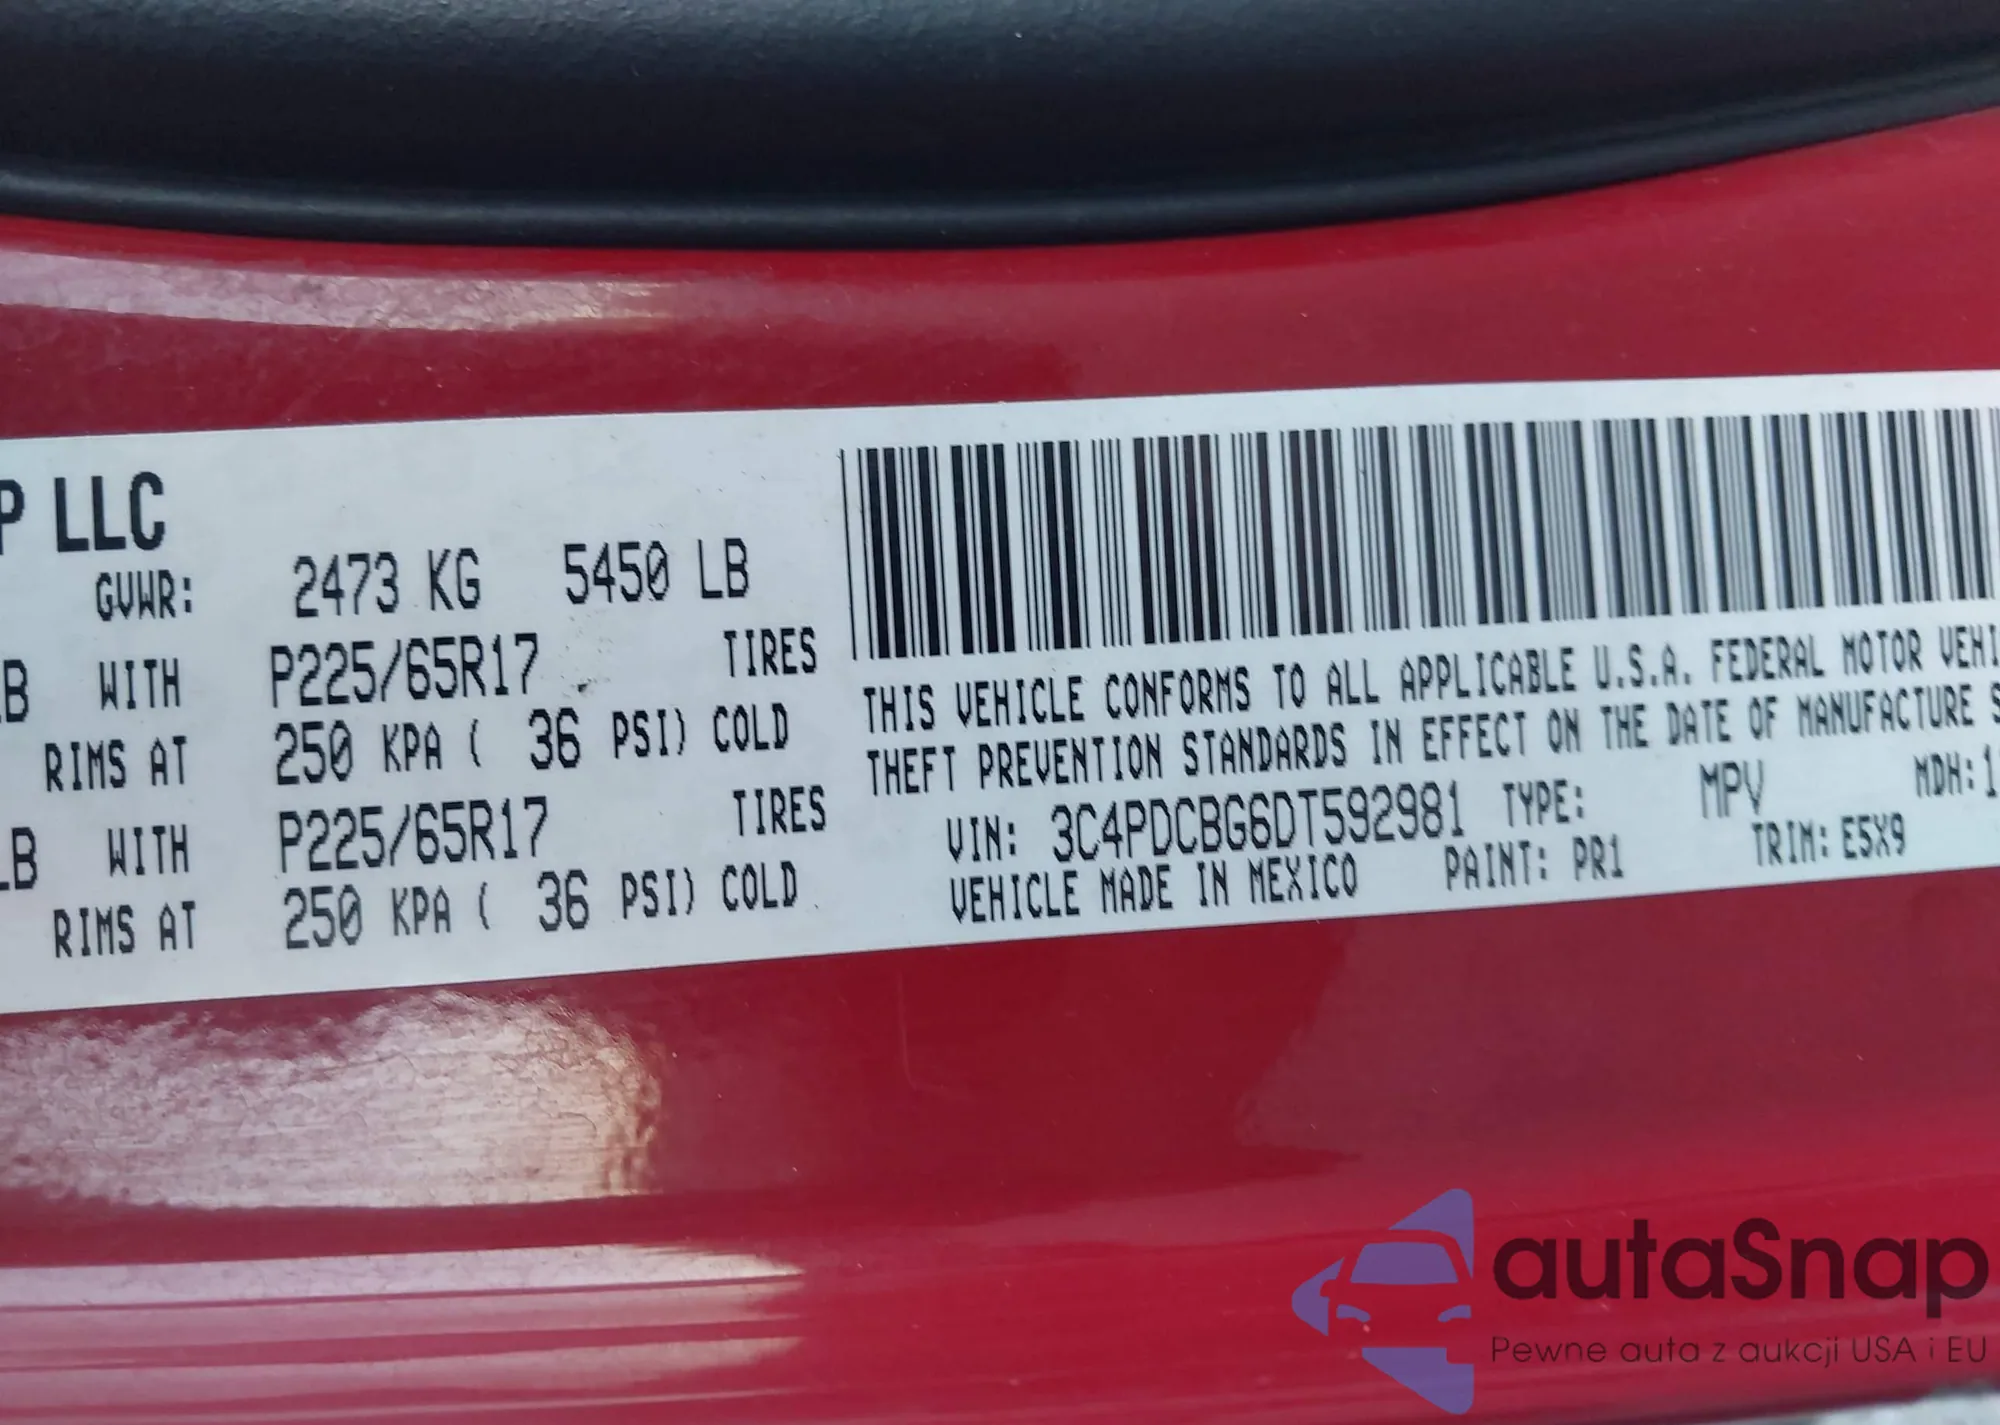 P LLC
GVWR: 2473 KG 5450 LB
LB WITH P225/65R17 TIRES
RIMS AT 250 KPA ( 36 PSI) COLD
LB WITH P225/65R17 TIRES
RIMS AT 250 KPA ( 36 PSI) COLD
THIS VEHICLE CONFORMS TO ALL APPLICABLE U.S.A. FEDERAL MOTOR VEHI
THEFT PREVENTION STANDARDS IN EFFECT ON THE DATE OF MANUFACTURE S
VIN: 3C4PDCBG6DT592981 TYPE: MPV MDH: 1
VEHICLE MADE IN MEXICO PAINT: PR1 TRIM: E5X9
autaSnap
Pewne auta z aukcji USA i EU